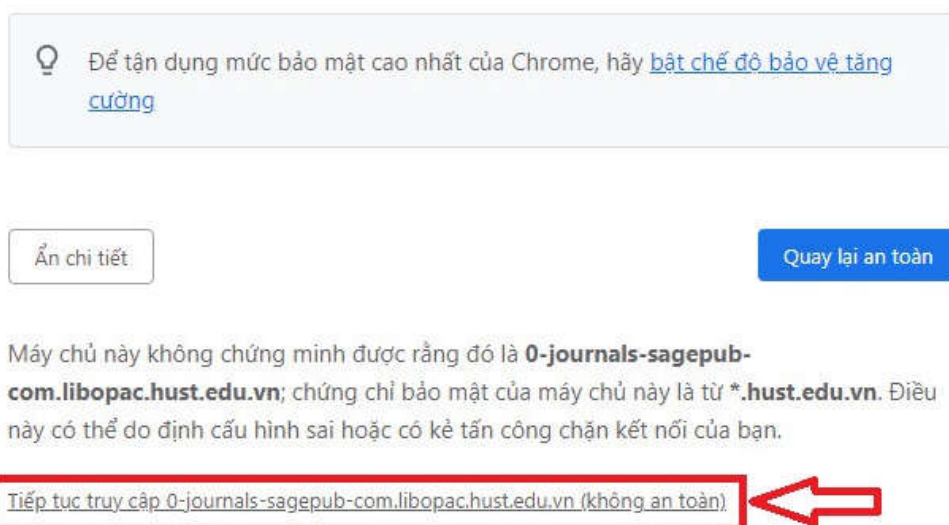 Để tận dụng mức bảo mật cao nhất của Chrome, hãy bật chế độ bảo vệ tăng
cường
Ẩn chi tiết
Quay lại an toàn
Máy chủ này không chứng minh được rằng đó là 0-journals-sagepub-
com.libopac.hust.edu.vn; chứng chỉ bảo mật của máy chủ này là từ *.hust.edu.vn. Điều
này có thể do định cấu hình sai hoặc có kẻ tấn công chặn kết nối của bạn.
Tiếp tục truy cập 0-journals-sagepub-com.libopac.hust.edu.vn (không an toàn)